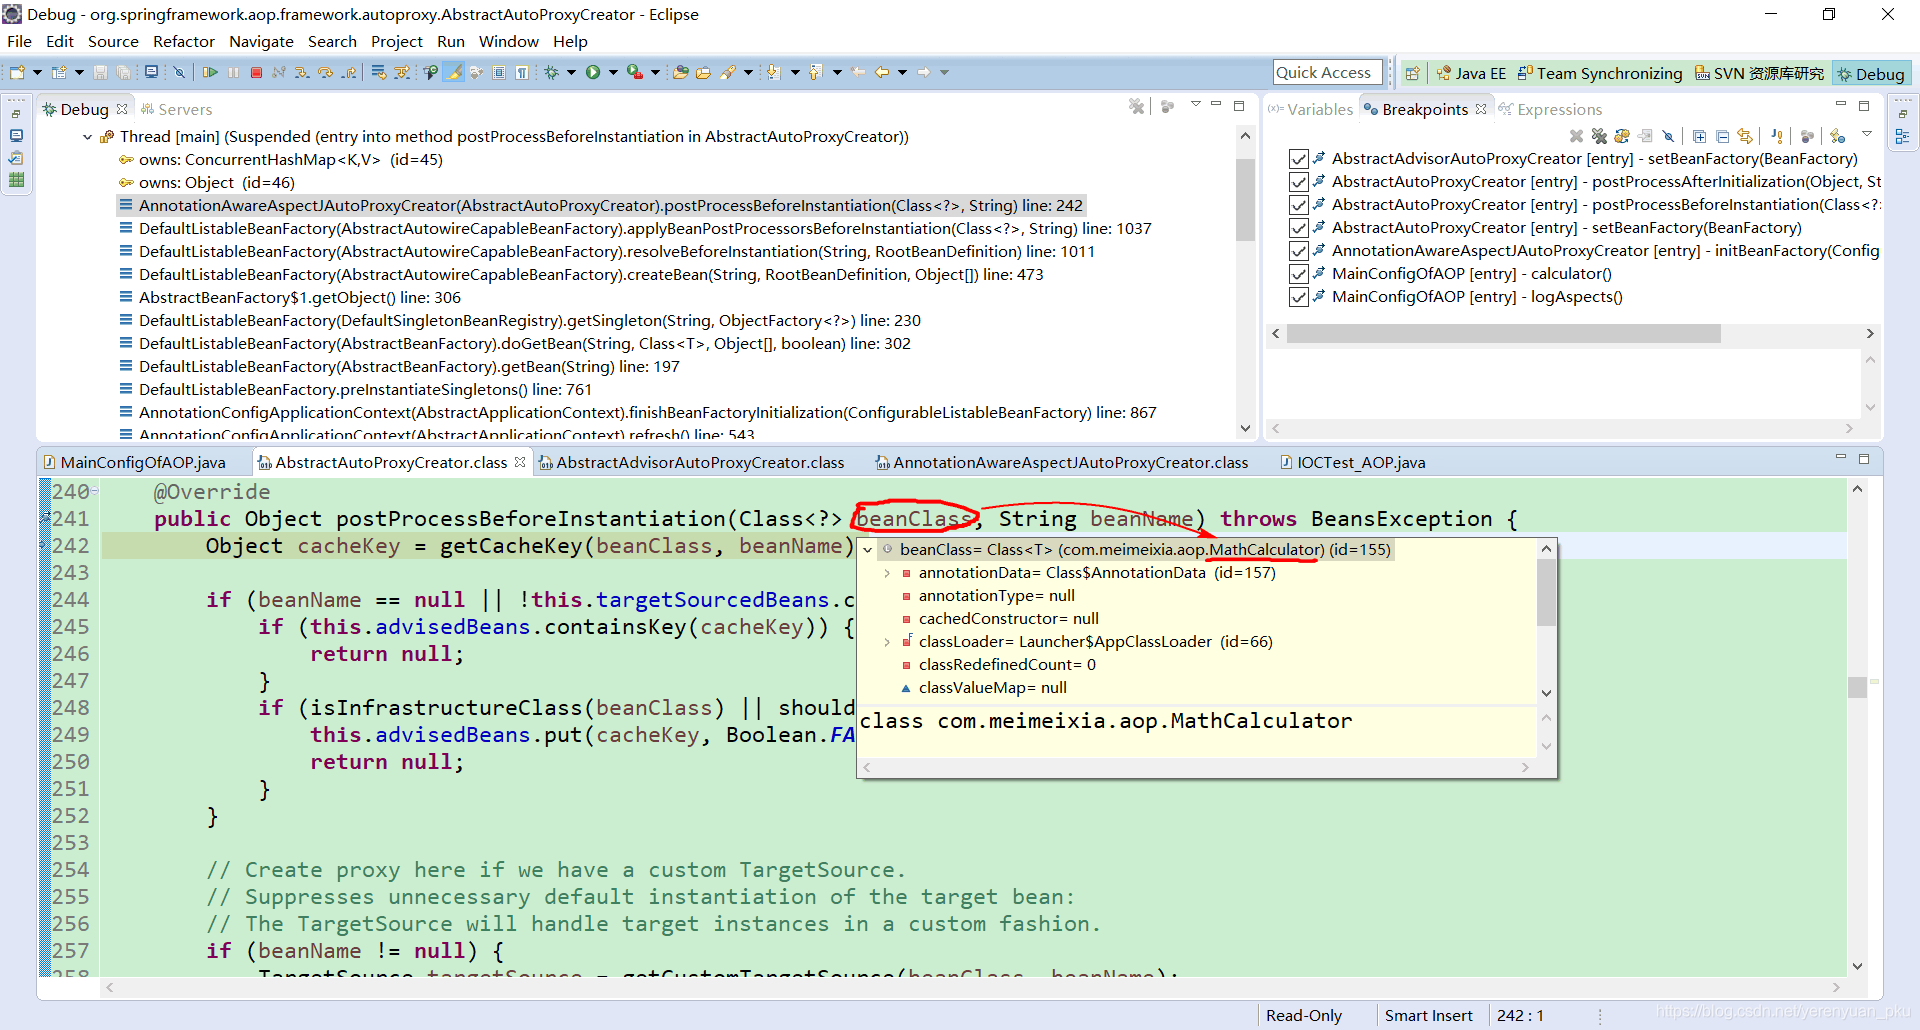 Debug - org.springframework.aop.framework.autoproxy.AbstractAutoProxyCreator - Eclipse
File Edit Source Refactor Navigate Search Project Run Window Help
Quick Access Java EE Team Synchronizing SVN 资源库研究 Debug
Debug Servers
Thread [main] (Suspended (entry into method postProcessBeforeInstantiation in AbstractAutoProxyCreator))
owns: ConcurrentHashMap<K,V> (id=45)
owns: Object (id=46)
AnnotationAwareAspectJAutoProxyCreator(AbstractAutoProxyCreator).postProcessBeforeInstantiation(Class<?>, String) line: 242
DefaultListableBeanFactory(AbstractAutowireCapableBeanFactory).applyBeanPostProcessorsBeforeInstantiation(Class<?>, String) line: 1037
DefaultListableBeanFactory(AbstractAutowireCapableBeanFactory).resolveBeforeInstantiation(String, RootBeanDefinition) line: 1011
DefaultListableBeanFactory(AbstractAutowireCapableBeanFactory).createBean(String, RootBeanDefinition, Object[]) line: 473
AbstractBeanFactory$1.getObject() line: 306
DefaultListableBeanFactory(DefaultSingletonBeanRegistry).getSingleton(String, ObjectFactory<?>) line: 230
DefaultListableBeanFactory(AbstractBeanFactory).doGetBean(String, Class<T>, Object[], boolean) line: 302
DefaultListableBeanFactory(AbstractBeanFactory).getBean(String) line: 197
DefaultListableBeanFactory.preInstantiateSingletons() line: 761
AnnotationConfigApplicationContext(AbstractApplicationContext).finishBeanFactoryInitialization(ConfigurableListableBeanFactory) line: 867
AnnotationConfigApplicationContext(AbstractApplicationContext).refresh() line: 543
(x)= Variables Breakpoints Expressions
AbstractAdvisorAutoProxyCreator [entry] - setBeanFactory(BeanFactory)
AbstractAutoProxyCreator [entry] - postProcessAfterInitialization(Object, St
AbstractAutoProxyCreator [entry] - postProcessBeforeInstantiation(Class<?
AbstractAutoProxyCreator [entry] - setBeanFactory(BeanFactory)
AnnotationAwareAspectJAutoProxyCreator [entry] - initBeanFactory(Config
MainConfigOfAOP [entry] - calculator()
MainConfigOfAOP [entry] - logAspects()
MainConfigOfAOP.java AbstractAutoProxyCreator.class AbstractAdvisorAutoProxyCreator.class AnnotationAwareAspectJAutoProxyCreator.class IOCTest_AOP.java
240 @Override
241 public Object postProcessBeforeInstantiation(Class<?> beanClass, String beanName) throws BeansException {
242 Object cacheKey = getCacheKey(beanClass, beanName)
243
244 if (beanName == null || !this.targetSourcedBeans.c
245 if (this.advisedBeans.containsKey(cacheKey)) {
246 return null;
247 }
248 if (isInfrastructureClass(beanClass) || should
249 this.advisedBeans.put(cacheKey, Boolean.FA
250 return null;
251 }
252 }
253
254 // Create proxy here if we have a custom TargetSource.
255 // Suppresses unnecessary default instantiation of the target bean:
256 // The TargetSource will handle target instances in a custom fashion.
257 if (beanName != null) {
258 TargetSource targetSource = getCustomTargetSource(beanClass, beanName);
beanClass= Class<T> (com.meimeixia.aop.MathCalculator) (id=155)
annotationData= Class$AnnotationData (id=157)
annotationType= null
cachedConstructor= null
classLoader= Launcher$AppClassLoader (id=66)
classRedefinedCount= 0
classValueMap= null
class com.meimeixia.aop.MathCalculator
Read-Only Smart Insert 242 : 1
https://blog.csdn.net/yerenyuan_pku